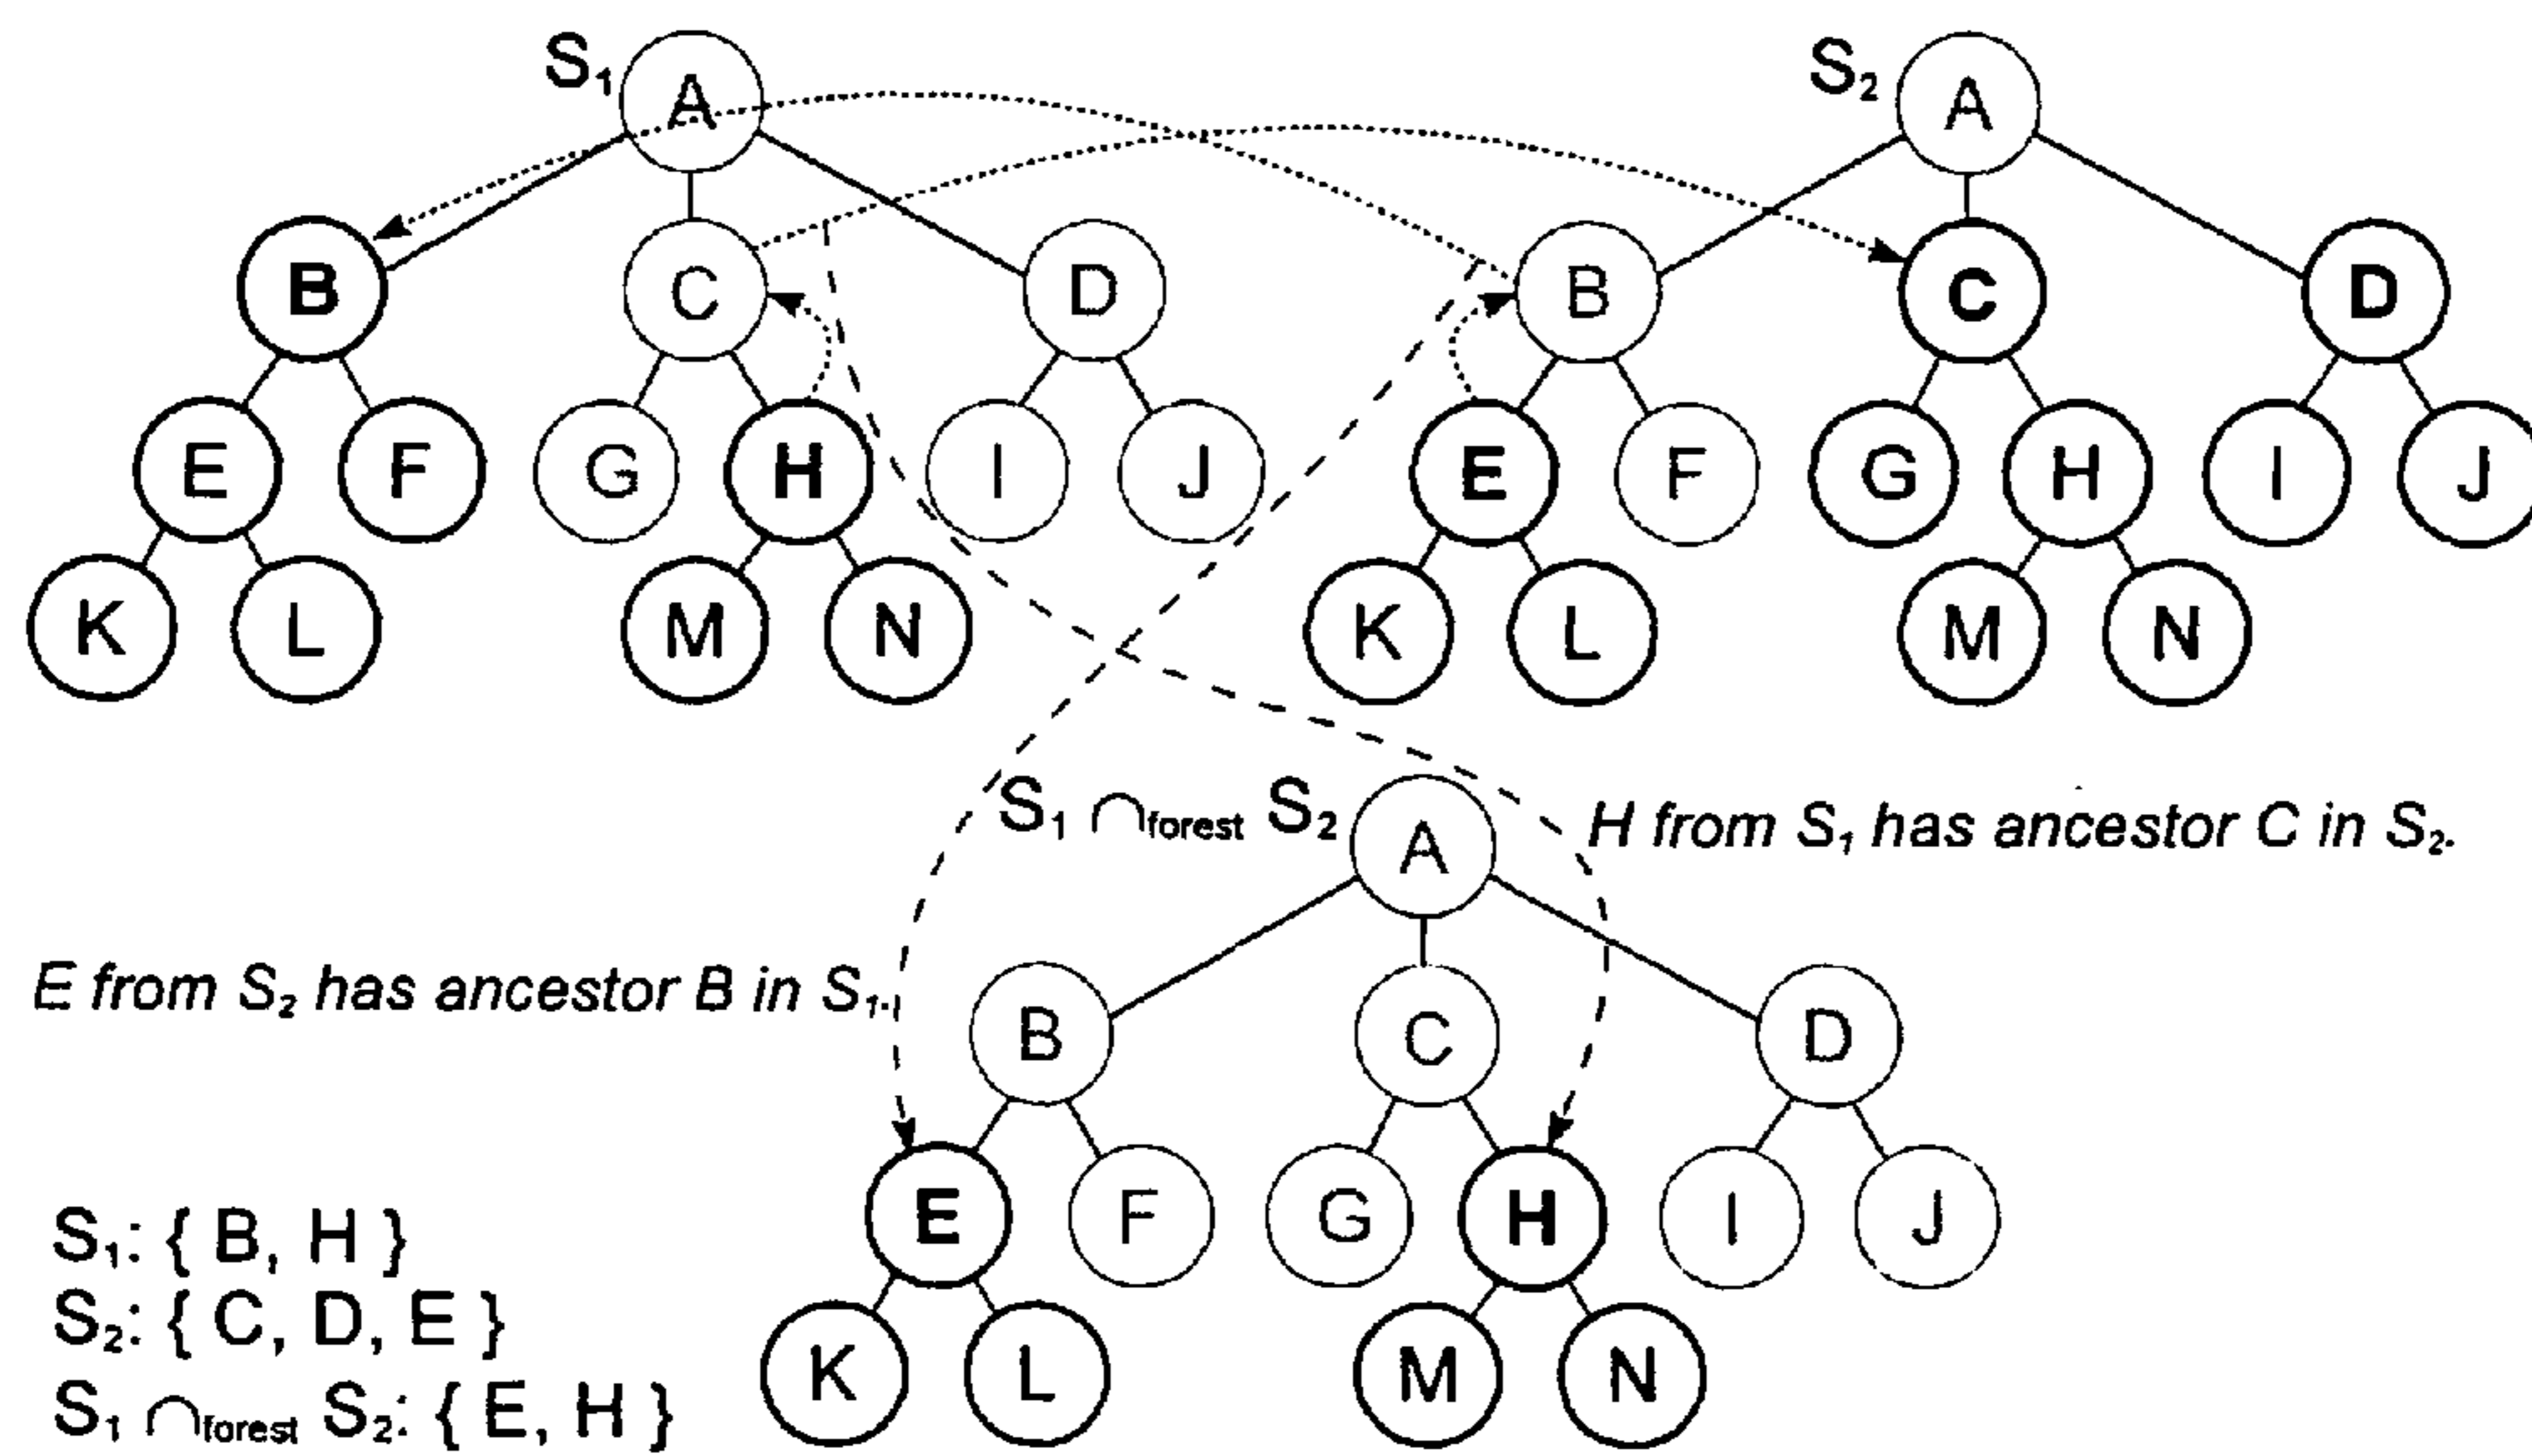 S₁ A
S₂ A
B C D
B C D
E F G H I J
E F G H I J
K L M N
K L M N
S₁ ∩forest S₂ A
H from S₁ has ancestor C in S₂.
E from S₂ has ancestor B in S₁.
B C D
E F G H I J
K L M N
S₁: { B, H }
S₂: { C, D, E }
S₁ ∩forest S₂: { E, H }